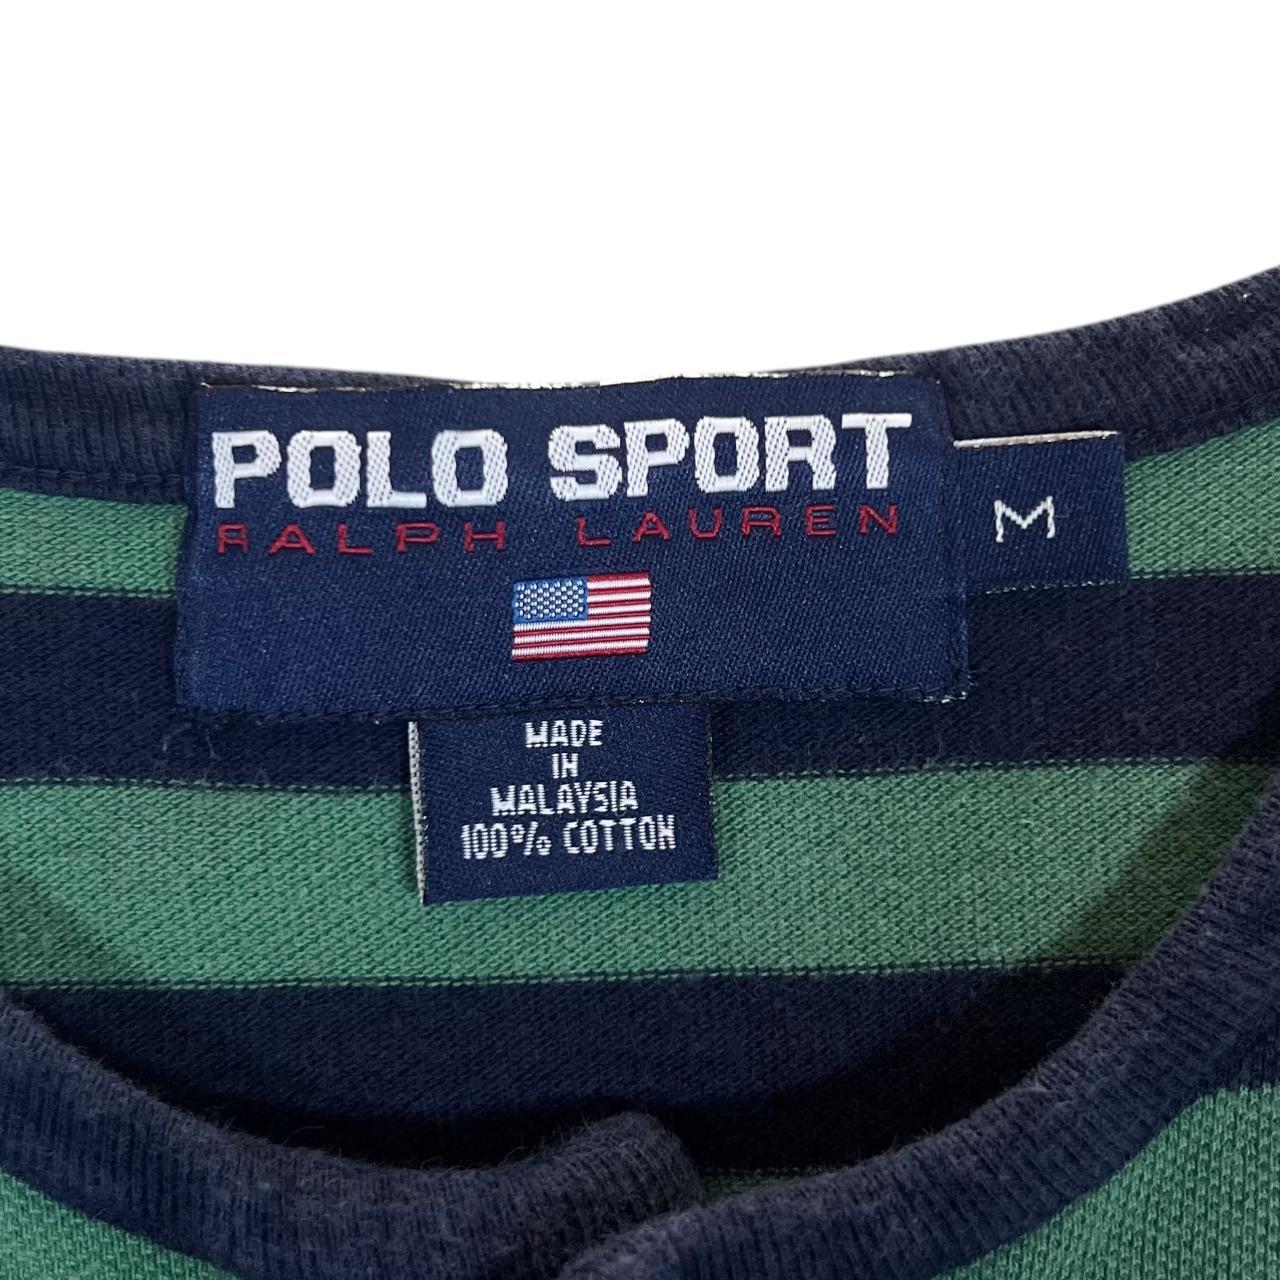 POLO SPORT
RALPH LAUREN
M
MADE
IN
MALAYSIA
100% COTTON